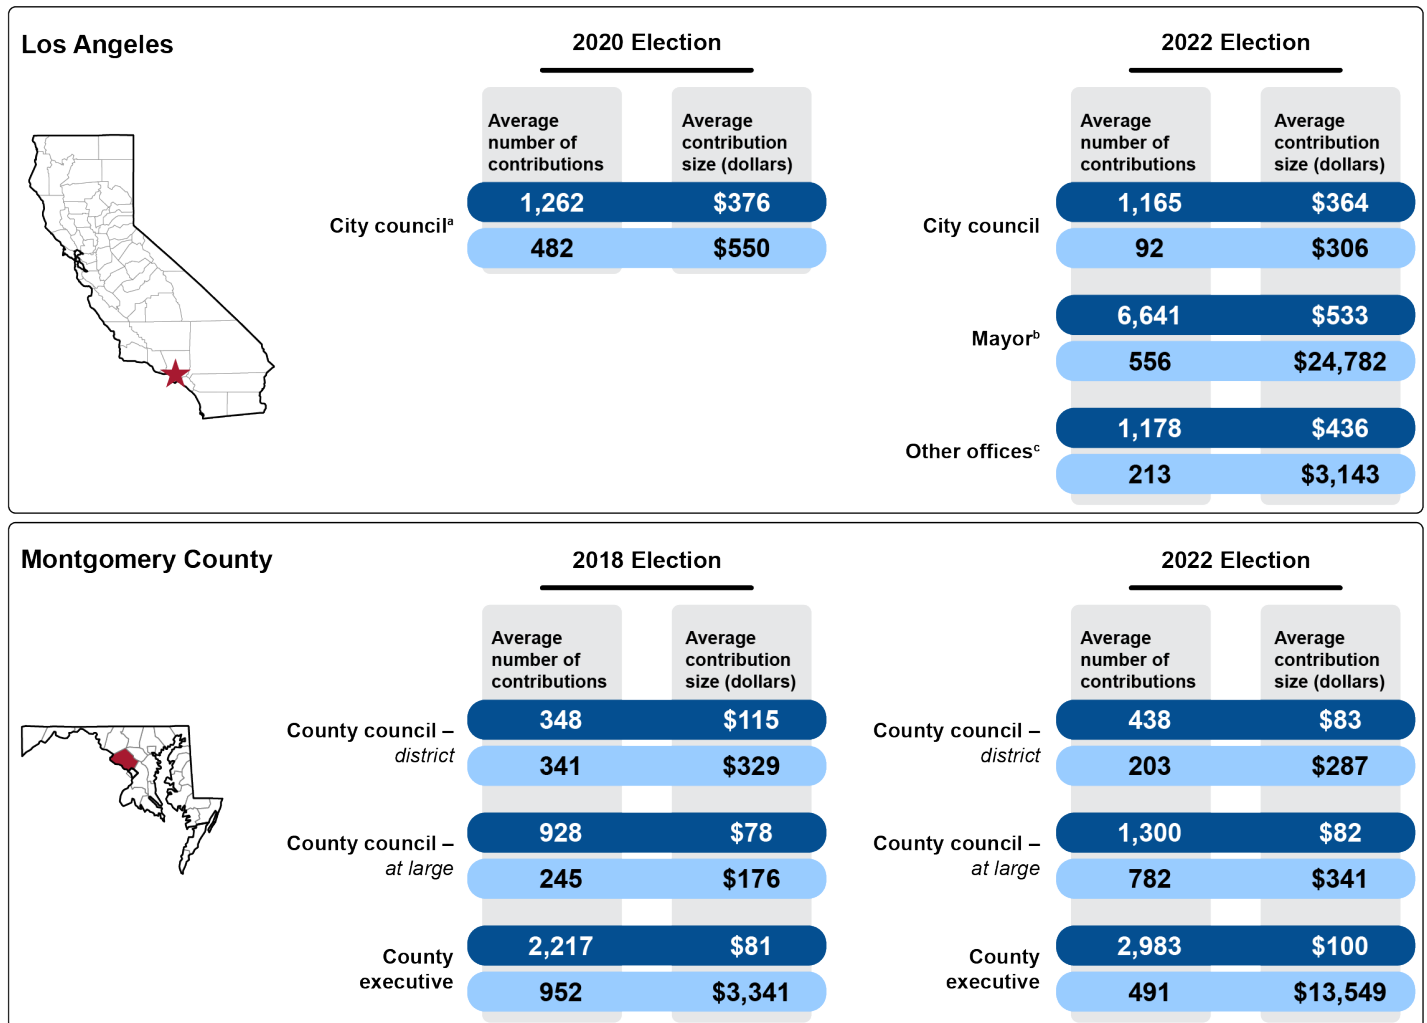 Los Angeles
2020 Election
2022 Election
Average
number of
contributions
Average
contribution
size (dollars)
Average
number of
contributions
Average
contribution
size (dollars)
City councilᵃ
1,262 $376
482 $550
City council
1,165 $364
92 $306
Mayorᵇ
6,641 $533
556 $24,782
Other officesᶜ
1,178 $436
213 $3,143
Montgomery County
2018 Election
2022 Election
Average
number of
contributions
Average
contribution
size (dollars)
Average
number of
contributions
Average
contribution
size (dollars)
County council –
district
348 $115
341 $329
County council –
district
438 $83
203 $287
County council –
at large
928 $78
245 $176
County council –
at large
1,300 $82
782 $341
County
executive
2,217 $81
952 $3,341
County
executive
2,983 $100
491 $13,549